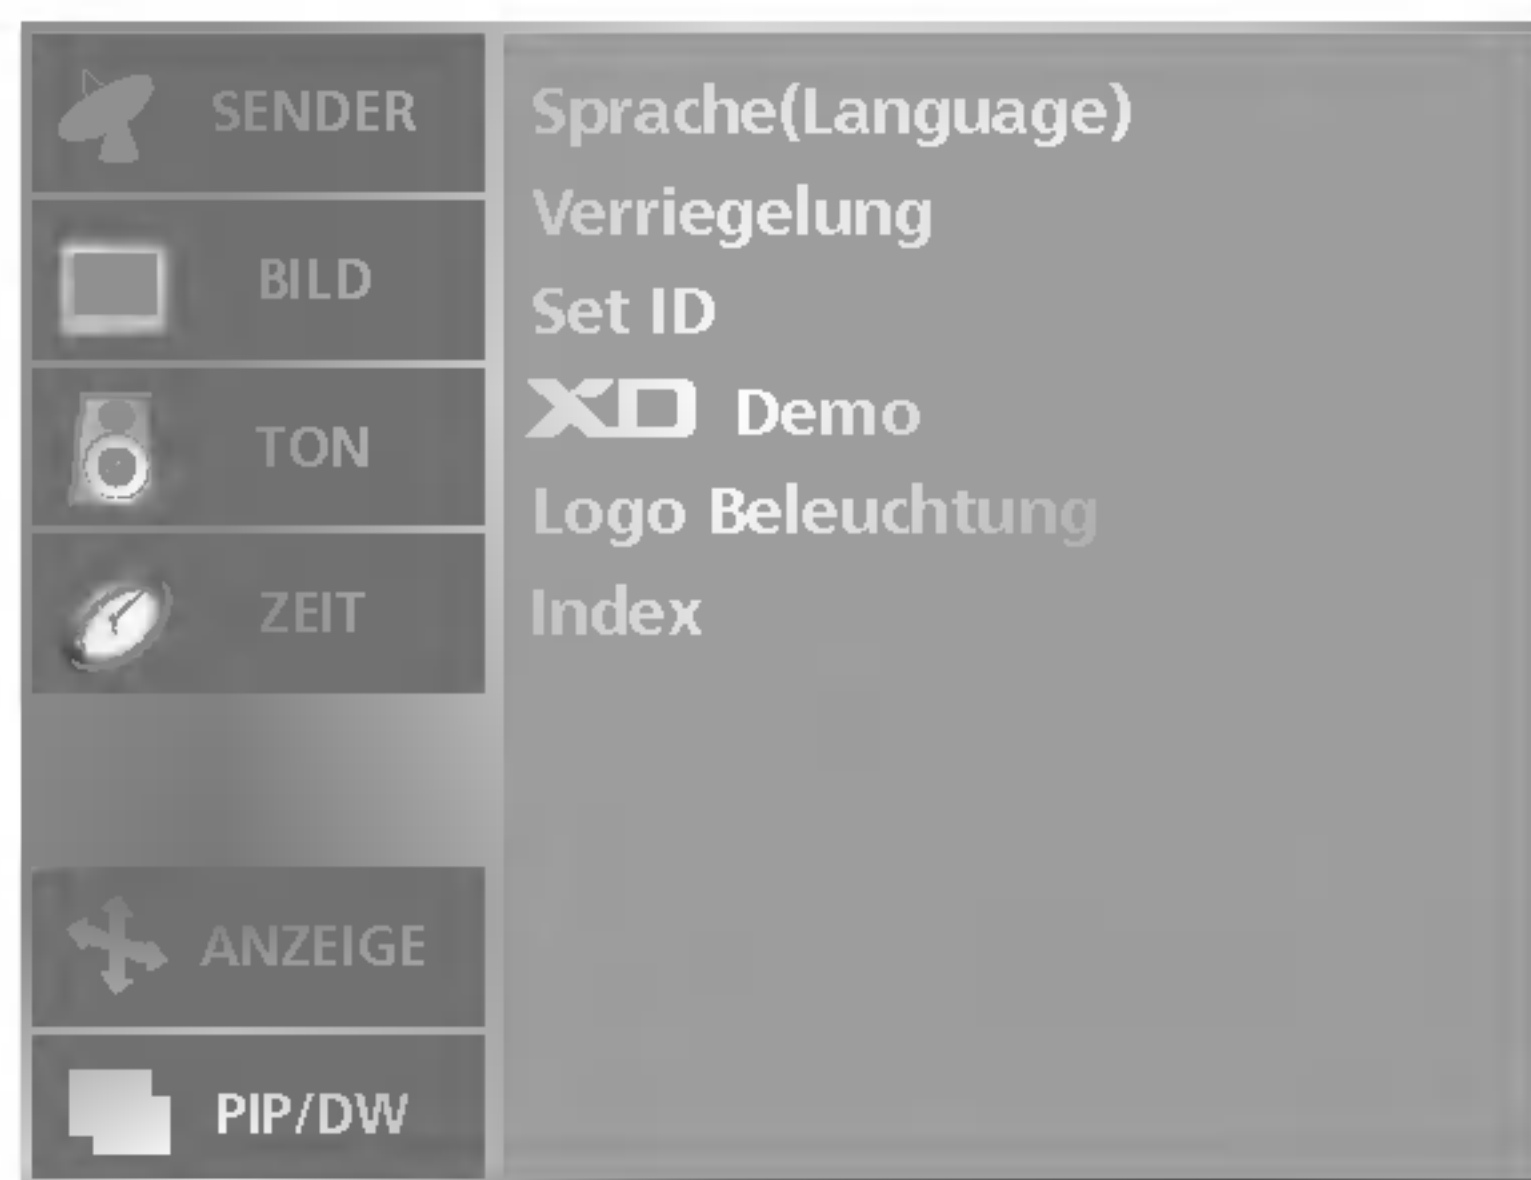 SENDER
BILD
TON
ZEIT
ANZEIGE
PIP/DW
Sprache(Language)
Verriegelung
Set ID
XD Demo
Logo Beleuchtung
Index